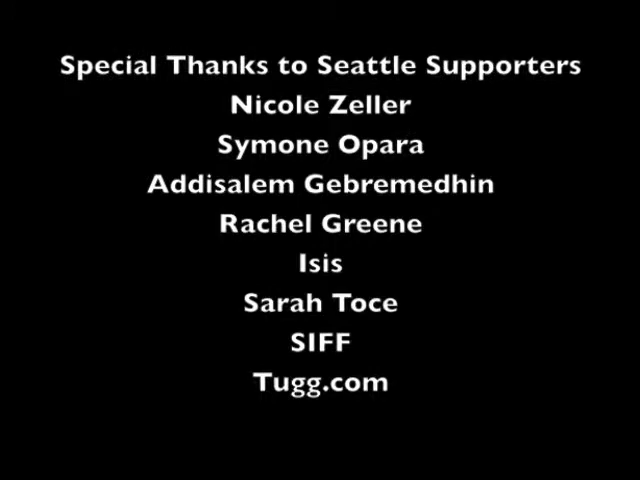 Special Thanks to Seattle Supporters
Nicole Zeller
Symone Opara
Addisalem Gebremedhin
Rachel Greene
Isis
Sarah Toce
SIFF
Tugg.com